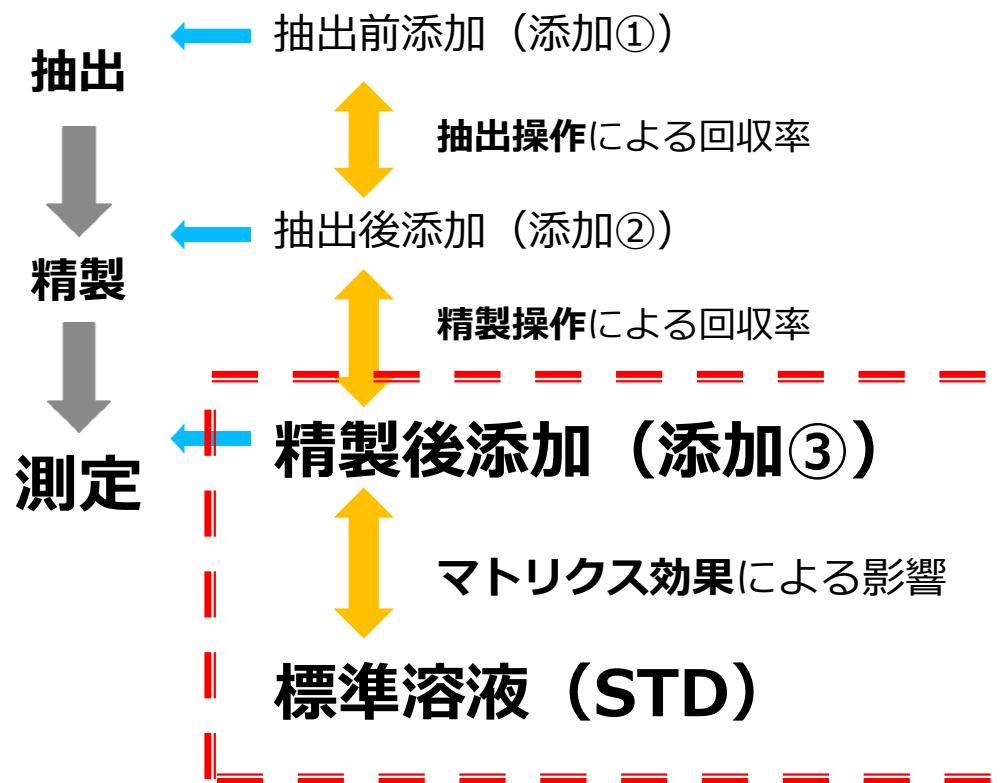 抽出前添加（添加①）
抽出
抽出操作による回収率
抽出後添加（添加②）
精製
精製操作による回収率
精製後添加（添加③）
測定
マトリクス効果による影響
標準溶液（STD）